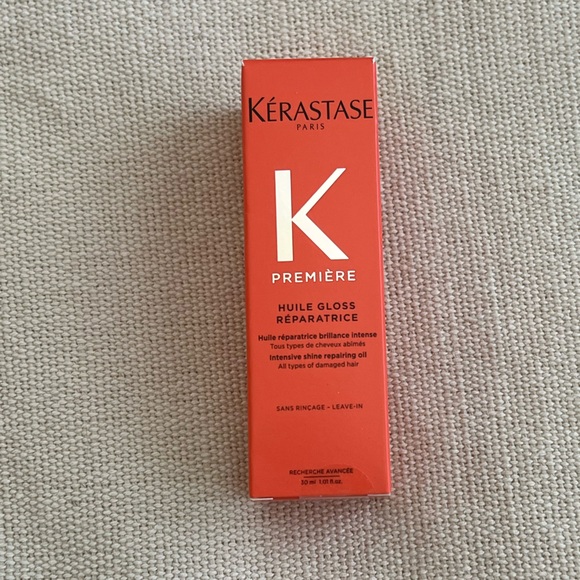 KÉRASTASE
PARIS
K
PREMIÈRE
HUILE GLOSS
RÉPARATRICE
Huile réparatrice brillance intense
Tous types de cheveux abîmés
Intensive shine repairing oil
All types of damaged hair
SANS RINÇAGE – LEAVE-IN
RECHERCHE AVANCÉE
30 ml 1.01 fl.oz.